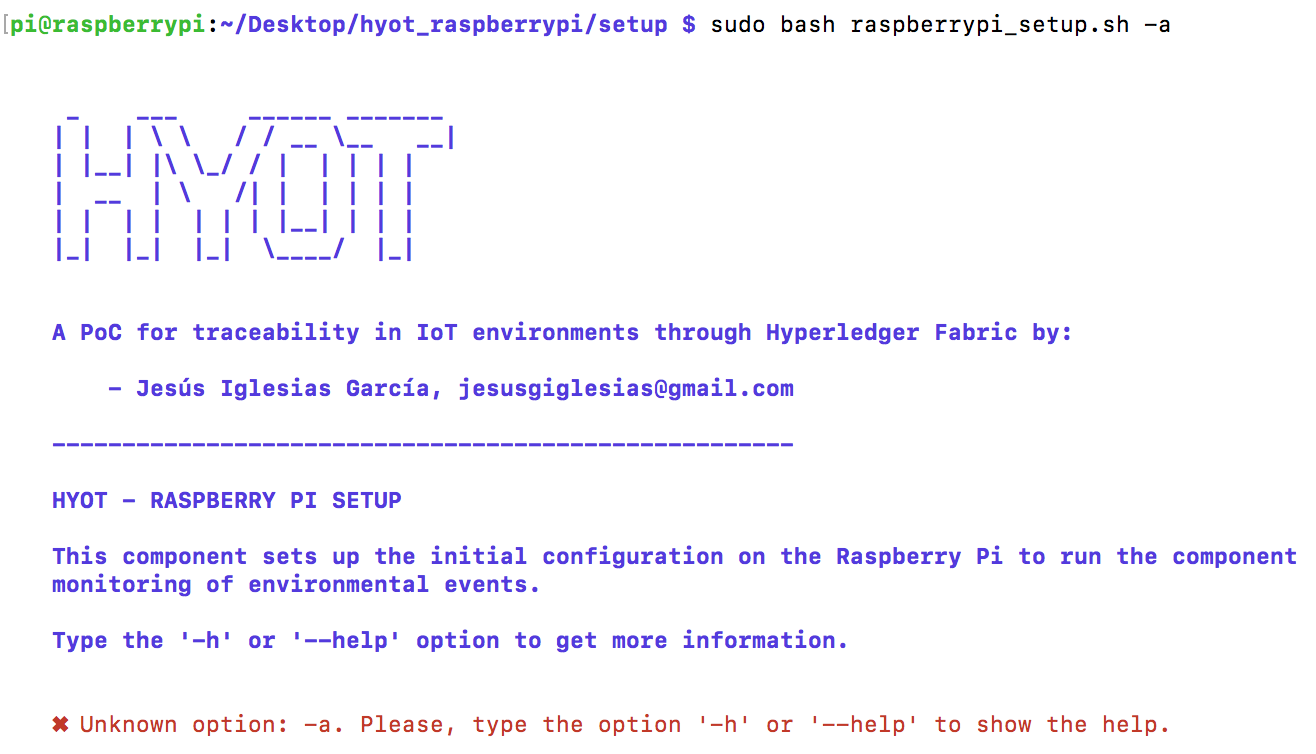 pi@raspberrypi:~/Desktop/hyot_raspberrypi/setup $ sudo bash raspberrypi_setup.sh -a
HYOT
A PoC for traceability in IoT environments through Hyperledger Fabric by:
- Jesús Iglesias García, jesusgiglesias@gmail.com
HYOT - RASPBERRY PI SETUP
This component sets up the initial configuration on the Raspberry Pi to run the component
monitoring of environmental events.
Type the '-h' or '--help' option to get more information.
✖ Unknown option: -a. Please, type the option '-h' or '--help' to show the help.